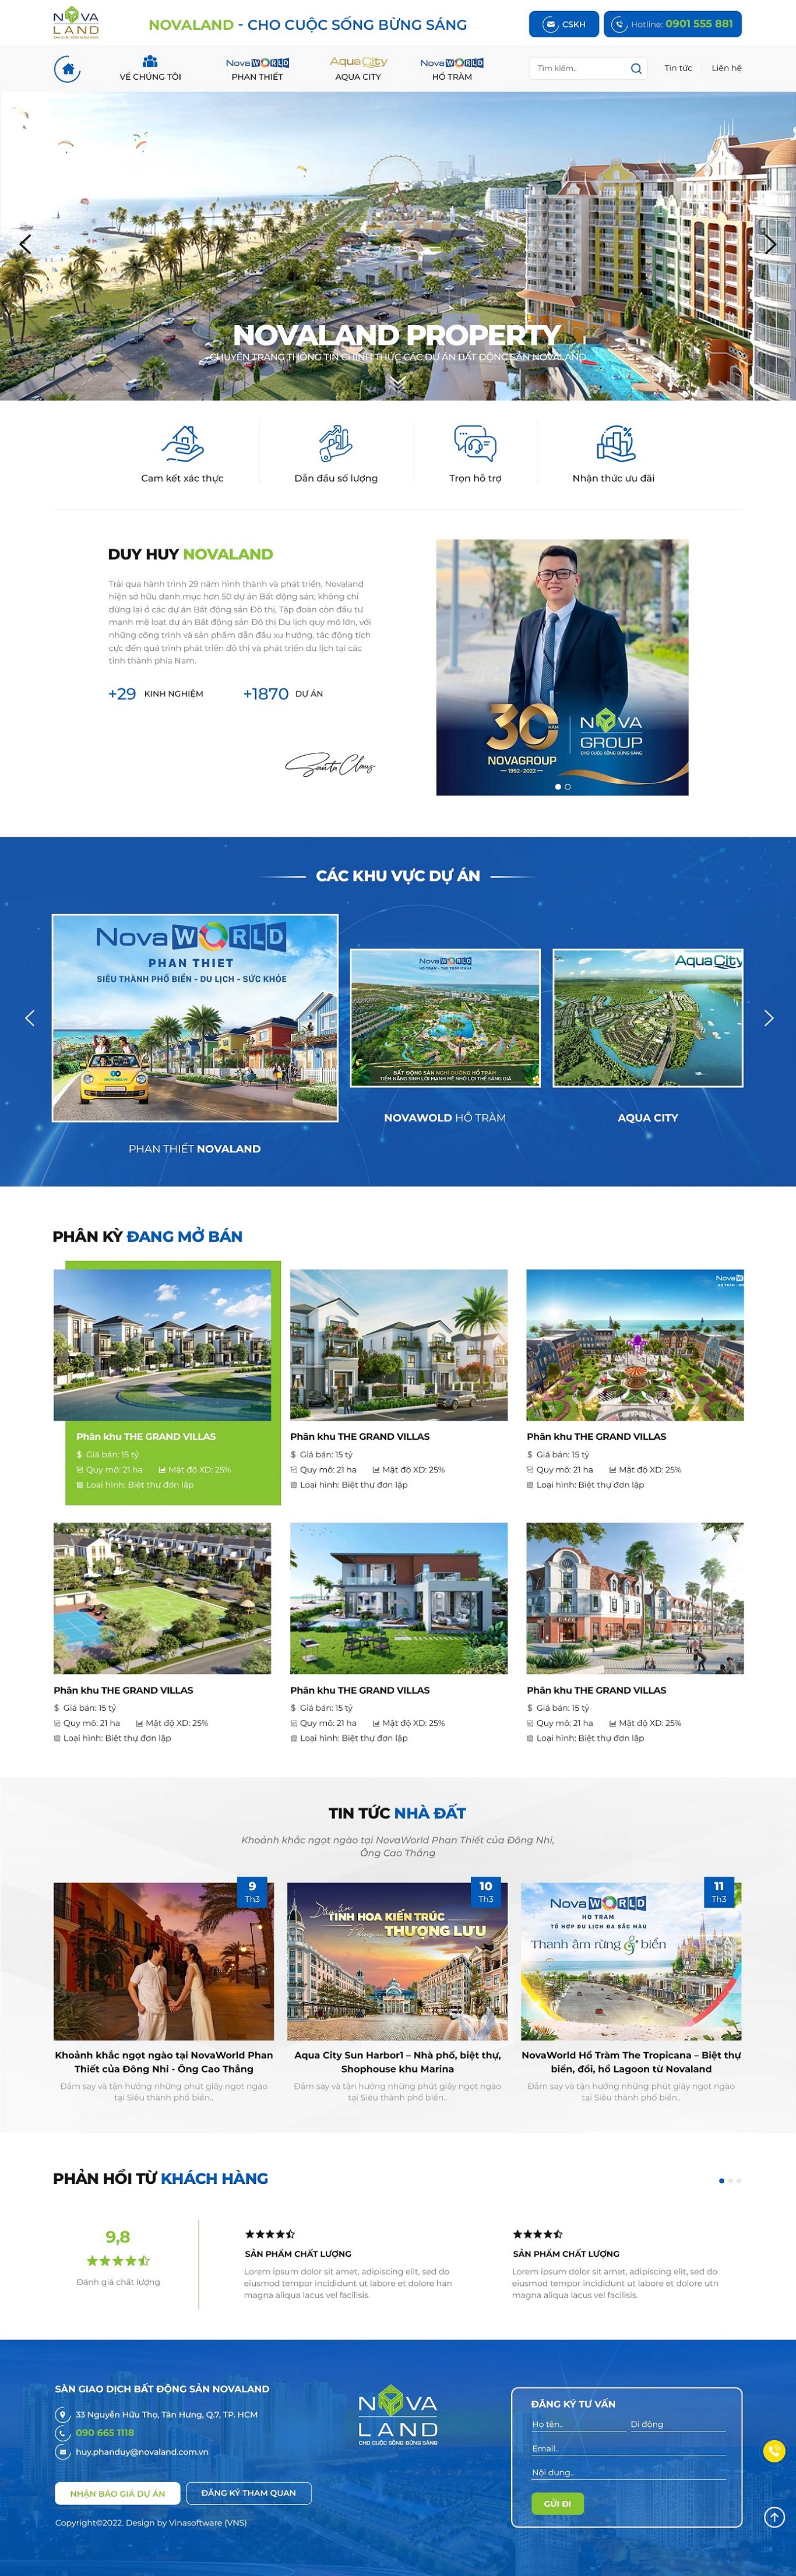 NOVA
LAND
CHO CUỘC SỐNG BỪNG SÁNG
NOVALAND - CHO CUỘC SỐNG BỪNG SÁNG
CSKH
Hotline: 0901 555 881
VỀ CHÚNG TÔI
NovaWORLD
PHAN THIẾT
AquaCity
AQUA CITY
NovaWORLD
HỒ TRÀM
Tìm kiếm..
Tin tức
Liên hệ
NOVALAND PROPERTY
CHUYÊN TRANG THÔNG TIN CHÍNH THỨC CÁC DỰ ÁN BẤT ĐỘNG SẢN NOVALAND
Cam kết xác thực
Dẫn đầu số lượng
Trọn hỗ trợ
Nhận thức ưu đãi
DUY HUY NOVALAND
Trải qua hành trình 29 năm hình thành và phát triển, Novaland
hiện sở hữu danh mục hơn 50 dự án Bất động sản; không chỉ
dừng lại ở các dự án Bất động sản Đô thị, Tập đoàn còn đầu tư
mạnh mẽ loạt dự án Bất động sản Đô thị Du lịch quy mô lớn, với
những công trình và sản phẩm dẫn đầu xu hướng, tác động tích
cực đến quá trình phát triển đô thị và phát triển du lịch tại các
tỉnh thành phía Nam.
+29 KINH NGHIỆM
+1870 DỰ ÁN
Santa Claus
30 NĂM
NOVAGROUP
1992 - 2022
NOVA
GROUP
CHO CUỘC SỐNG BỪNG SÁNG
CÁC KHU VỰC DỰ ÁN
NovaWORLD
PHAN THIET
SIÊU THÀNH PHỐ BIỂN - DU LỊCH - SỨC KHỎE
PHAN THIẾT NOVALAND
NovaWORLD
HO TRAM - THE TROPICANA
BẤT ĐỘNG SẢN NGHỈ DƯỠNG HỒ TRÀM
TIỀM NĂNG SINH LỜI MẠNH MẼ NHỜ LỢI THẾ SÁNG GIÁ
NOVAWOLD HỒ TRÀM
AquaCity
AQUA CITY
PHÂN KỲ ĐANG MỞ BÁN
Phân khu THE GRAND VILLAS
Giá bán: 15 tỷ
Quy mô: 21 ha
Mật độ XD: 25%
Loại hình: Biệt thự đơn lập
Phân khu THE GRAND VILLAS
Giá bán: 15 tỷ
Quy mô: 21 ha
Mật độ XD: 25%
Loại hình: Biệt thự đơn lập
Phân khu THE GRAND VILLAS
Giá bán: 15 tỷ
Quy mô: 21 ha
Mật độ XD: 25%
Loại hình: Biệt thự đơn lập
Phân khu THE GRAND VILLAS
Giá bán: 15 tỷ
Quy mô: 21 ha
Mật độ XD: 25%
Loại hình: Biệt thự đơn lập
Phân khu THE GRAND VILLAS
Giá bán: 15 tỷ
Quy mô: 21 ha
Mật độ XD: 25%
Loại hình: Biệt thự đơn lập
Phân khu THE GRAND VILLAS
Giá bán: 15 tỷ
Quy mô: 21 ha
Mật độ XD: 25%
Loại hình: Biệt thự đơn lập
TIN TỨC NHÀ ĐẤT
Khoảnh khắc ngọt ngào tại NovaWorld Phan Thiết của Đông Nhi,
Ông Cao Thắng
9
Th3
Khoảnh khắc ngọt ngào tại NovaWorld Phan
Thiết của Đông Nhi - Ông Cao Thắng
Đắm say và tận hưởng những phút giây ngọt ngào
tại Siêu thành phố biển..
10
Th3
TINH HOA KIẾN TRÚC
THƯỢNG LƯU
Aqua City Sun Harbor1 – Nhà phố, biệt thự,
Shophouse khu Marina
Đắm say và tận hưởng những phút giây ngọt ngào
tại Siêu thành phố biển..
11
Th3
NovaWORLD
HO TRAM
TỔ HỢP DU LỊCH ĐA SẮC MÀU
Thanh âm rừng & biển
NovaWorld Hồ Tràm The Tropicana – Biệt thự
biển, đồi, hồ Lagoon từ Novaland
Đắm say và tận hưởng những phút giây ngọt ngào
tại Siêu thành phố biển..
PHẢN HỒI TỪ KHÁCH HÀNG
9,8
Đánh giá chất lượng
SẢN PHẨM CHẤT LƯỢNG
Lorem ipsum dolor sit amet, adipiscing elit, sed do
eiusmod tempor incididunt ut labore et dolore han
magna aliqua lacus vel facilisis.
SẢN PHẨM CHẤT LƯỢNG
Lorem ipsum dolor sit amet, adipiscing elit, sed do
eiusmod tempor incididunt ut labore et dolore utn
magna aliqua lacus vel facilisis.
SÀN GIAO DỊCH BẤT ĐỘNG SẢN NOVALAND
33 Nguyễn Hữu Thọ, Tân Hưng, Q.7, TP. HCM
090 665 1118
huy.phanduy@novaland.com.vn
NHẬN BÁO GIÁ DỰ ÁN
ĐĂNG KÝ THAM QUAN
Copyright©2022. Design by Vinasoftware (VNS)
NOVA
LAND
CHO CUỘC SỐNG BỪNG SÁNG
ĐĂNG KÝ TƯ VẤN
Họ tên..
Di động
Email..
Nội dung..
GỬI ĐI